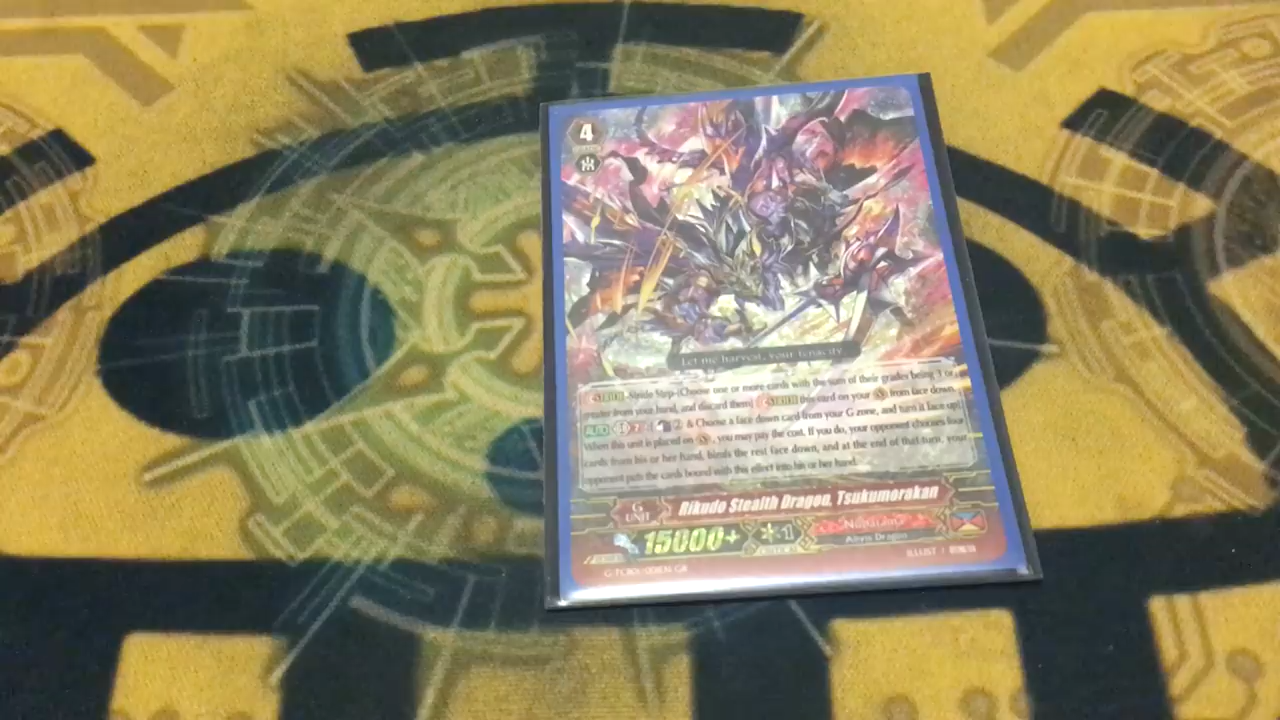 4
Let me harvest, your tenacity.
-Stride Step-[Choose one or more cards with the sum of their grades being 3 or
greater from your hand, and discard them] this card on your from face down.
AUTO 2 & Choose a face down card from your G zone, and turn it face up]
When this unit is placed on , you may pay the cost. If you do, your opponent chooses four
cards from his or her hand, binds the rest face down, and at the end of that turn, your
opponent puts the cards bound with this effect into his or her hand.
G
UNIT
Rikudo Stealth Dragon, Tsukumorakan
15000+
1
CRITICAL
Nubatama
Abyss Dragon
ILLUST